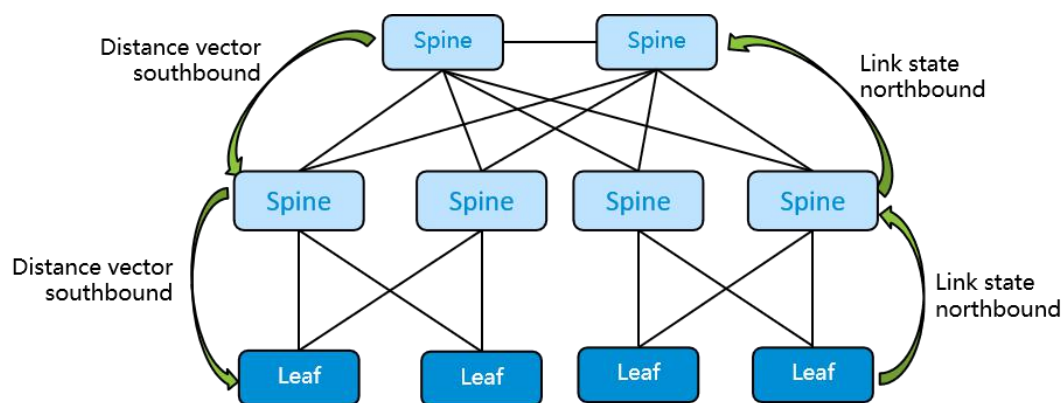 Distance vector
southbound
Spine
Spine
Link state
northbound
Spine
Spine
Spine
Spine
Distance vector
southbound
Link state
northbound
Leaf
Leaf
Leaf
Leaf